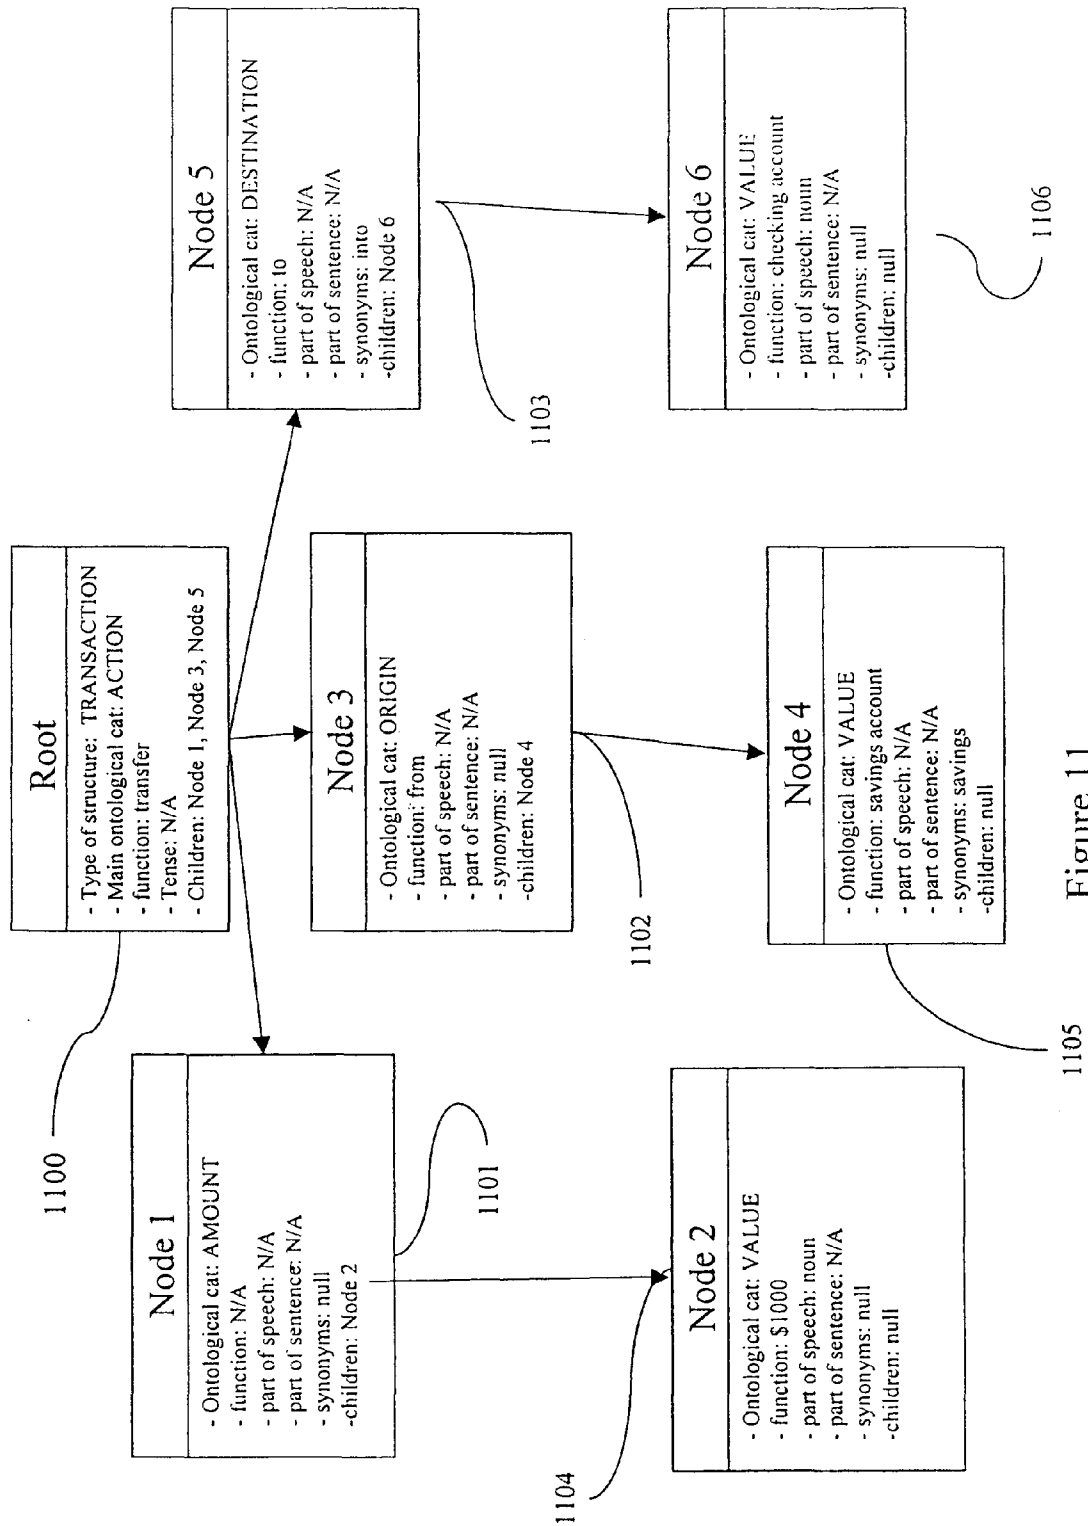 Root
- Type of structure: TRANSACTION
- Main ontological cat: ACTION
- function: transfer
- Tense: N/A
- Children: Node 1, Node 3, Node 5
1100
Node 1
- Ontological cat: AMOUNT
- function: N/A
- part of speech: N/A
- part of sentence: N/A
- synonyms: null
-children: Node 2
1101
Node 3
- Ontological cat: ORIGIN
- function: from
- part of speech: N/A
- part of sentence: N/A
- synonyms: null
-children: Node 4
1102
Node 5
- Ontological cat: DESTINATION
- function: to
- part of speech: N/A
- part of sentence: N/A
- synonyms: into
-children: Node 6
1103
Node 2
- Ontological cat: VALUE
- function: $1000
- part of speech: noun
- part of sentence: N/A
- synonyms: null
-children: null
1104
Node 4
- Ontological cat: VALUE
- function: savings account
- part of speech: N/A
- part of sentence: N/A
- synonyms: savings
-children: null
1105
Node 6
- Ontological cat: VALUE
- function: checking account
- part of speech: noun
- part of sentence: N/A
- synonyms: null
-children: null
1106
Figure 11